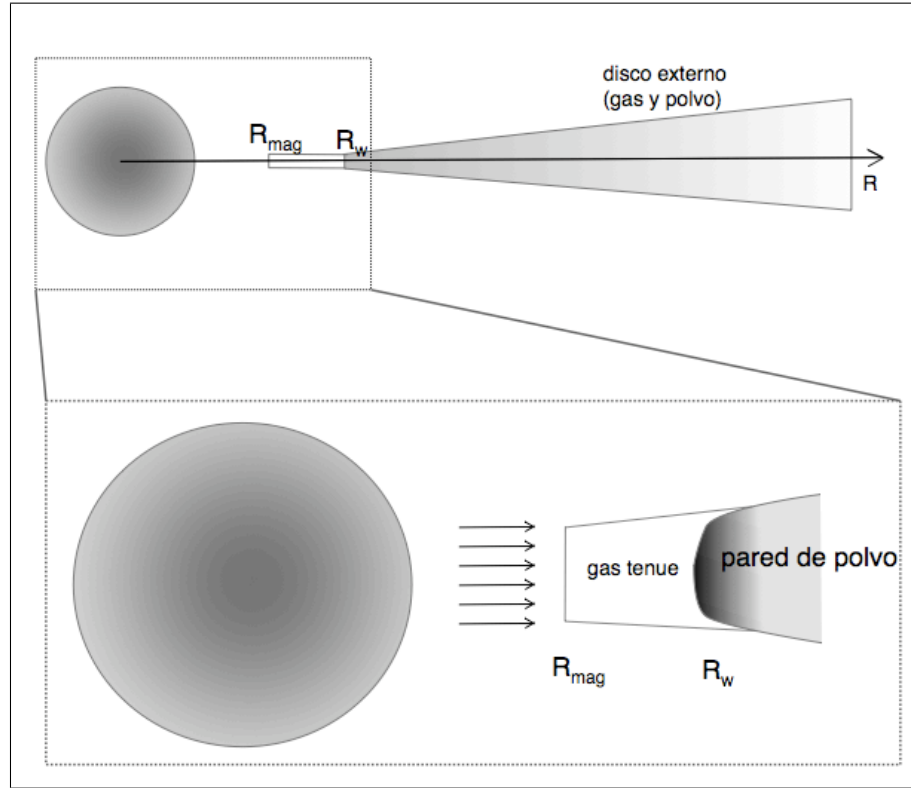 disco externo
(gas y polvo)
R_mag
R_w
R
gas tenue
pared de polvo
R_mag
R_w